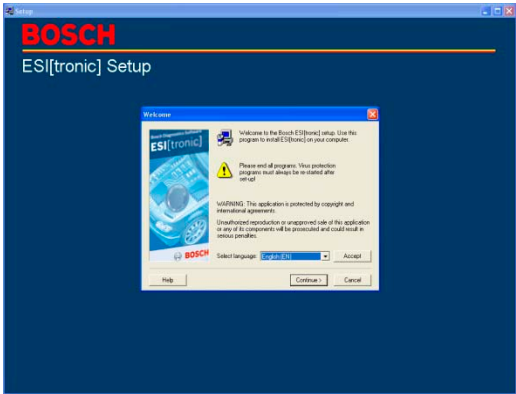 Setup
BOSCH
ESI[tronic] Setup
Welcome
Bosch Diagnostics Software
ESI[tronic]
BOSCH
Welcome to the Bosch ESI[tronic] setup. Use this
program to install ESI[tronic] on your computer.
Please end all programs. Virus protection
programs must always be re-started after
set-up!
WARNING: This application is protected by copyright and
international agreements.
Unauthorized reproduction or unapproved sale of this application
or any of its components will be prosecuted and could result in
serious penalties.
Select language: English (EN) Accept
Help Continue > Cancel